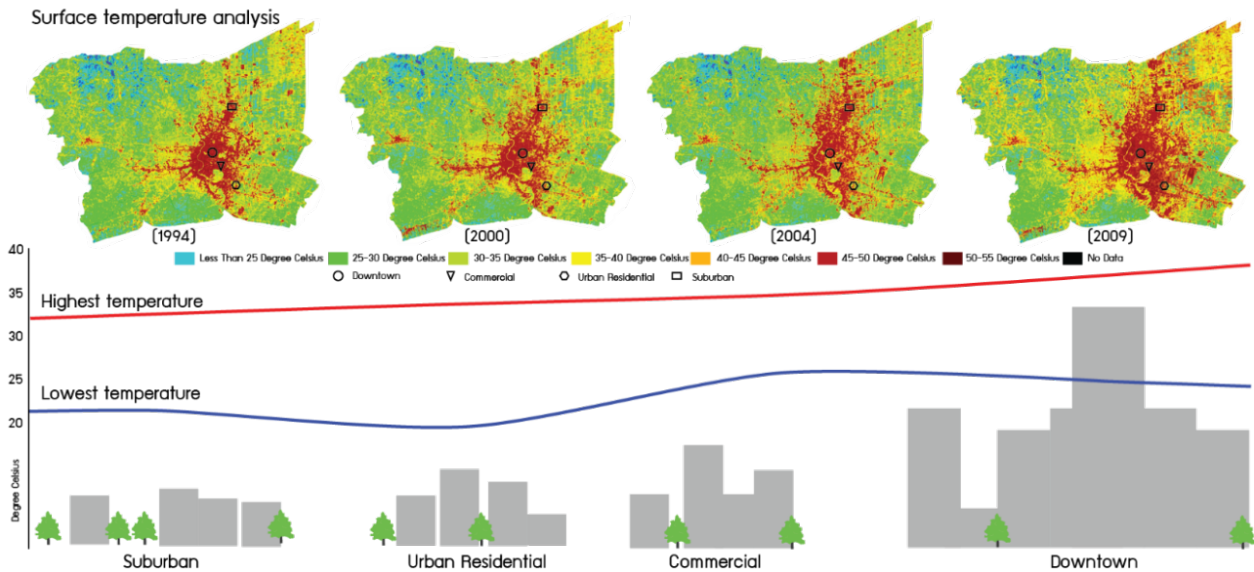 Surface temperature analysis
(1994)
(2000)
(2004)
(2009)
Less Than 25 Degree Celsius
25-30 Degree Celsius
30-35 Degree Celsius
35-40 Degree Celsius
40-45 Degree Celsius
45-50 Degree Celsius
50-55 Degree Celsius
No Data
Downtown
Commercial
Urban Residential
Suburban
40
35
30
25
20
Degree Celsius
Highest temperature
Lowest temperature
Suburban
Urban Residential
Commercial
Downtown